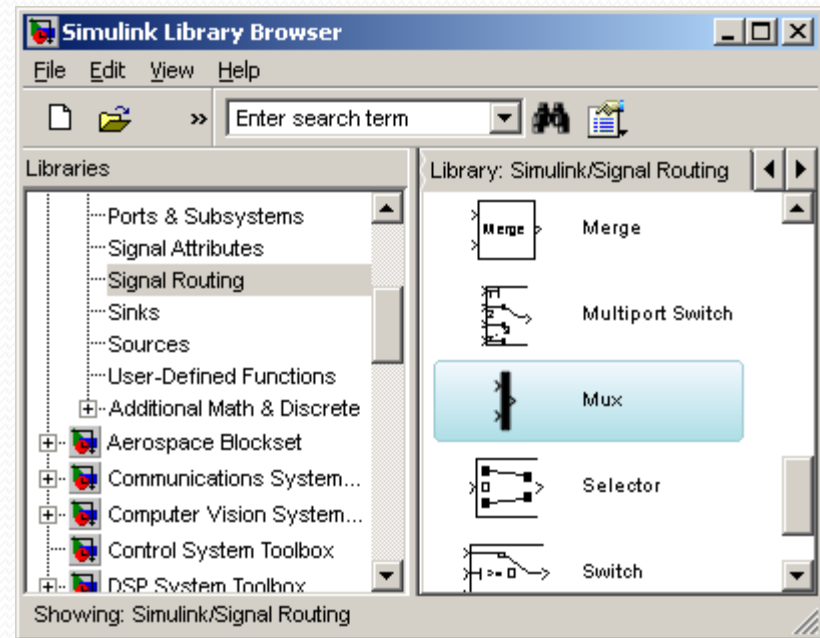 Simulink Library Browser
File Edit View Help
» Enter search term
Libraries
Ports & Subsystems
Signal Attributes
Signal Routing
Sinks
Sources
User-Defined Functions
Additional Math & Discrete
Aerospace Blockset
Communications System...
Computer Vision System...
Control System Toolbox
DSP System Toolbox
Library: Simulink/Signal Routing
Merge Merge
Multiport Switch
Mux
Selector
Switch
Showing: Simulink/Signal Routing